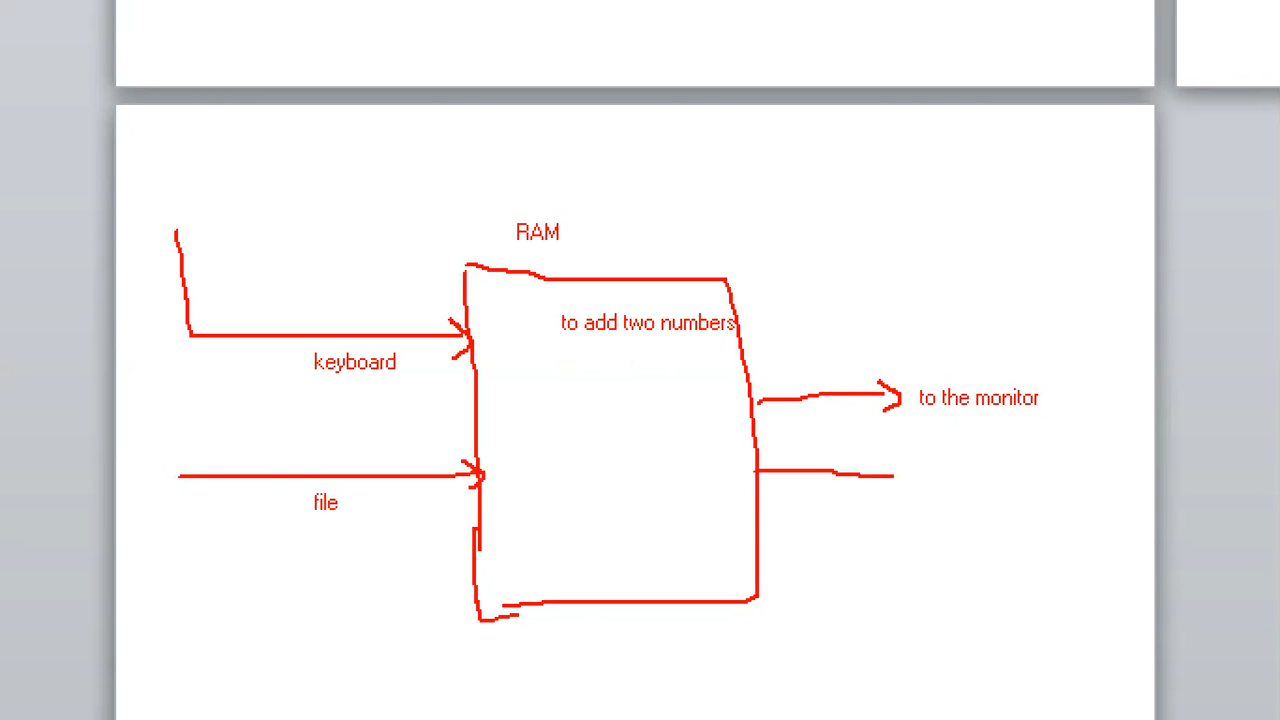 RAM
to add two numbers
keyboard
to the monitor
file